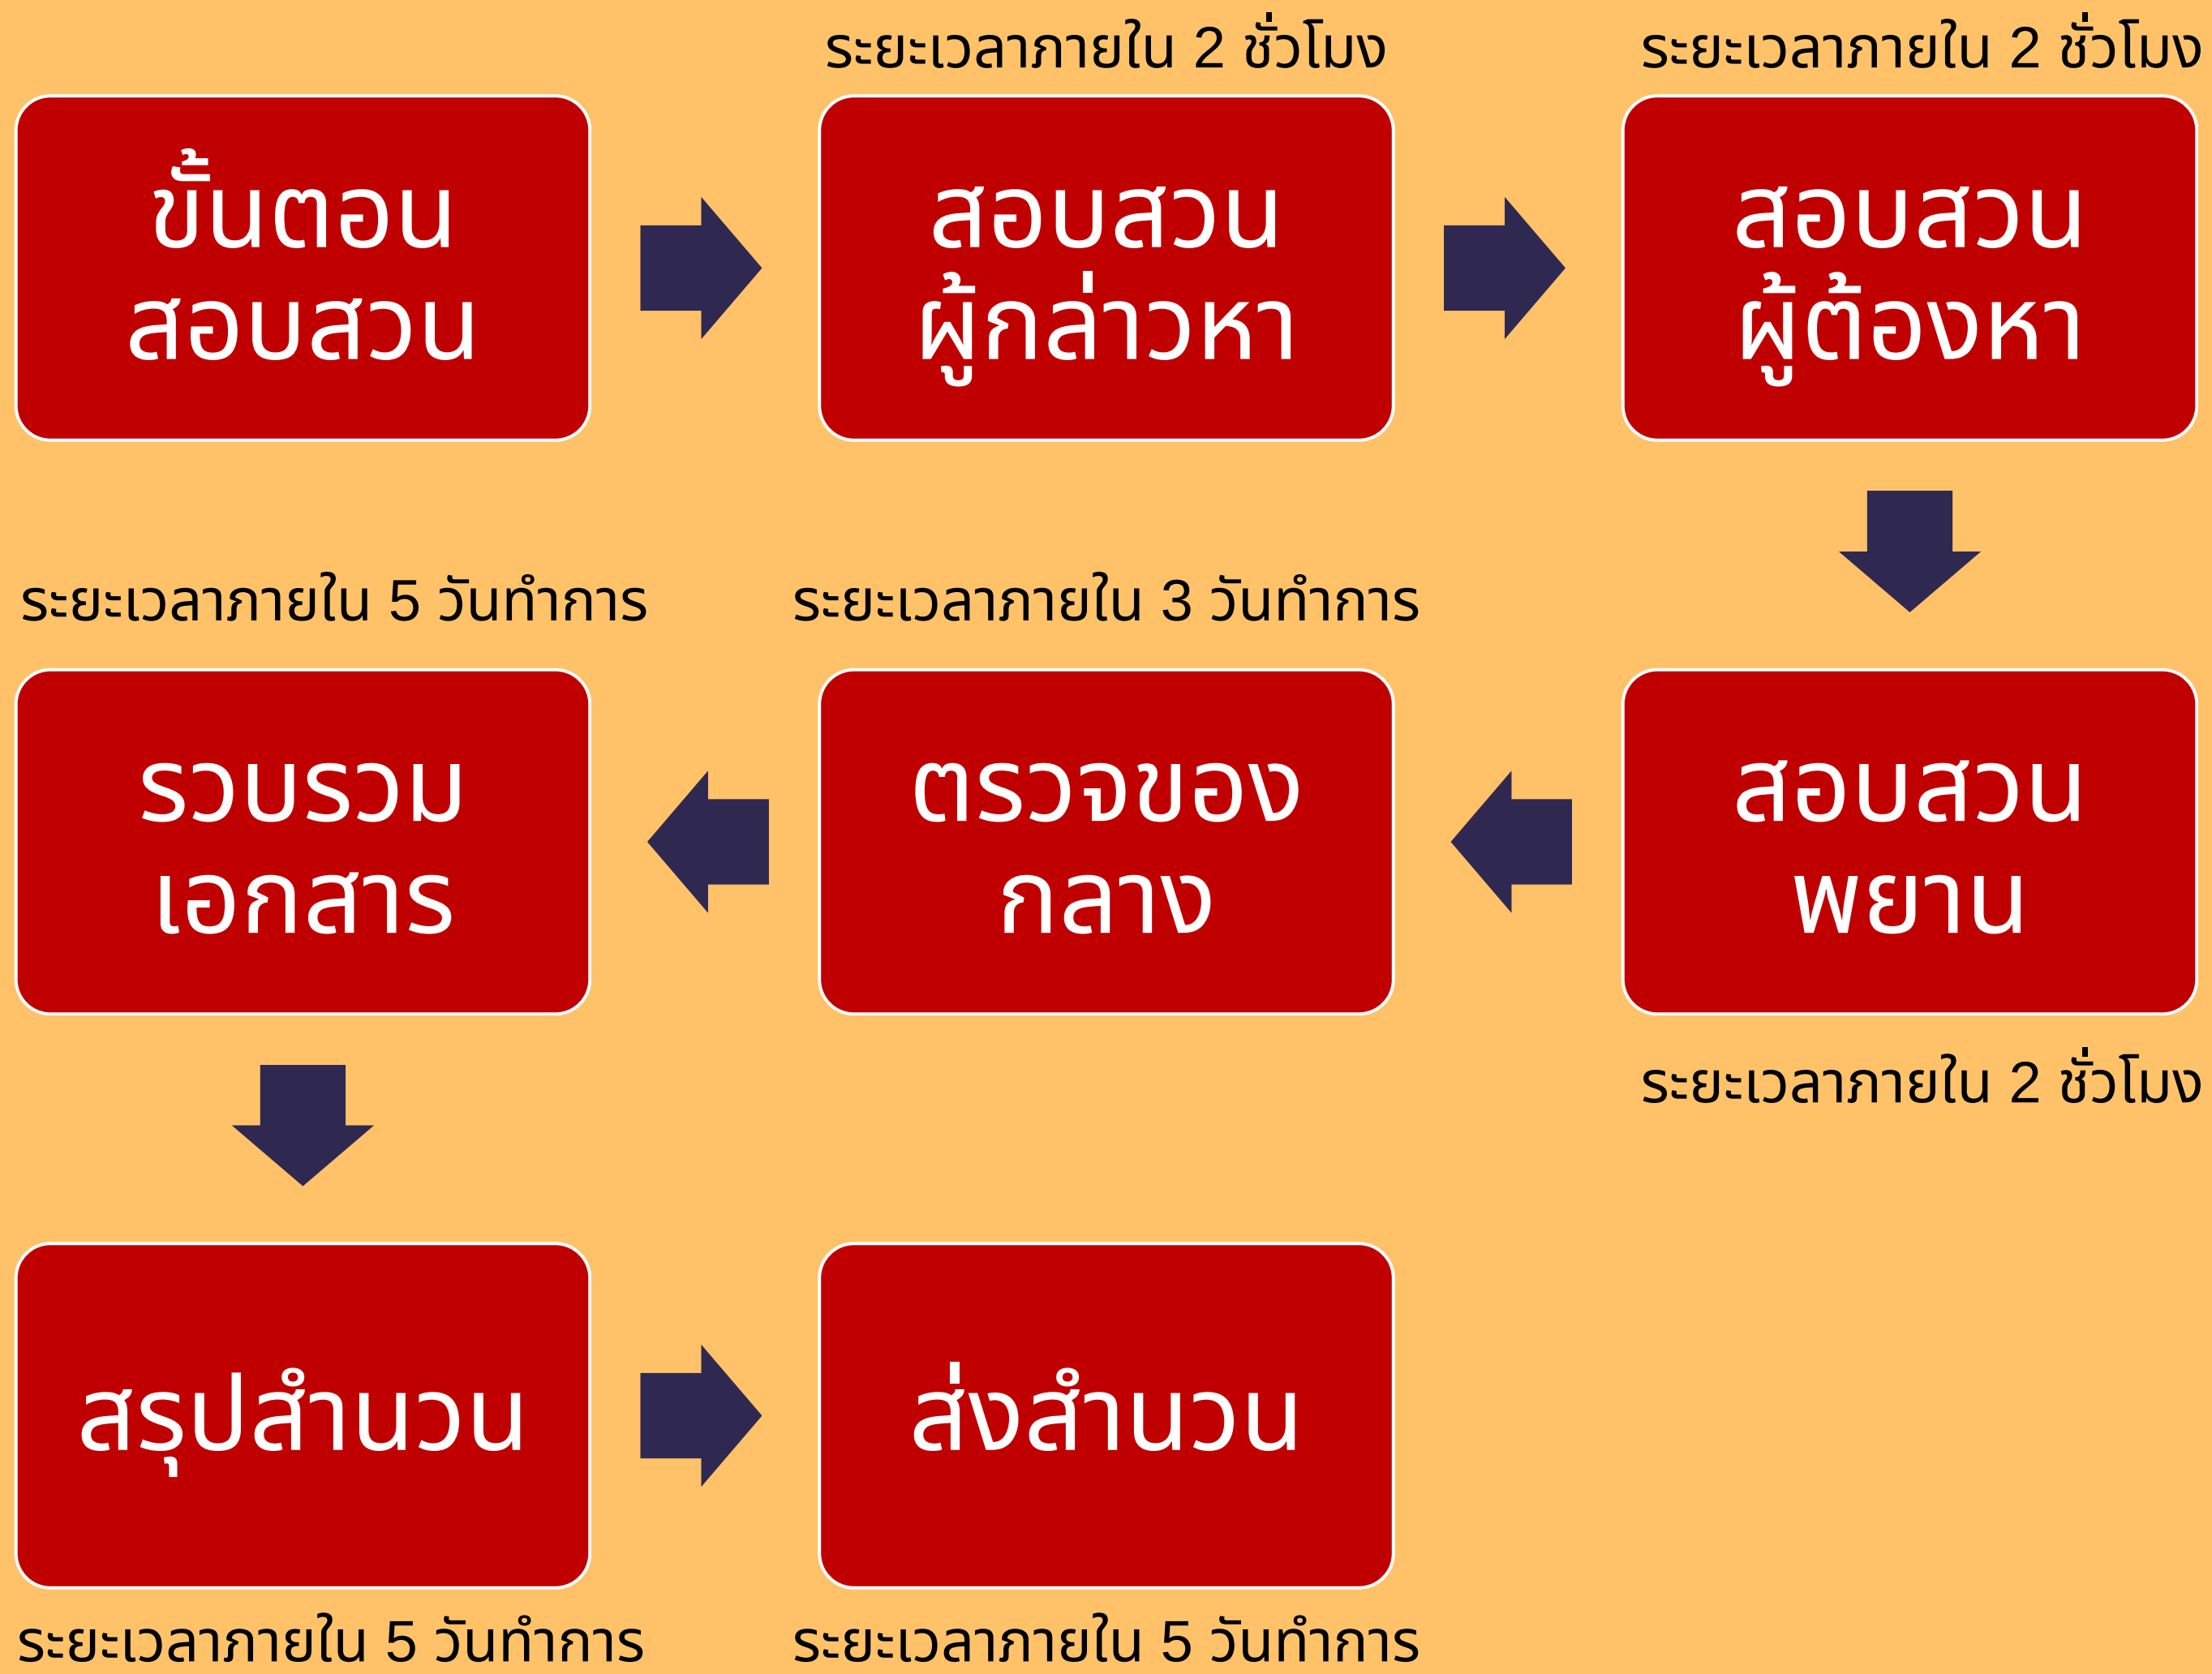 ระยะเวลาภายใน 2 ชั่วโมง
ระยะเวลาภายใน 2 ชั่วโมง
ขั้นตอน
สอบสวน
สอบสวน
ผู้กล่าวหา
สอบสวน
ผู้ต้องหา
ระยะเวลาภายใน 5 วันทำการ
ระยะเวลาภายใน 3 วันทำการ
รวบรวม
เอกสาร
ตรวจของ
กลาง
สอบสวน
พยาน
ระยะเวลาภายใน 2 ชั่วโมง
สรุปสำนวน
ส่งสำนวน
ระยะเวลาภายใน 5 วันทำการ
ระยะเวลาภายใน 5 วันทำการ